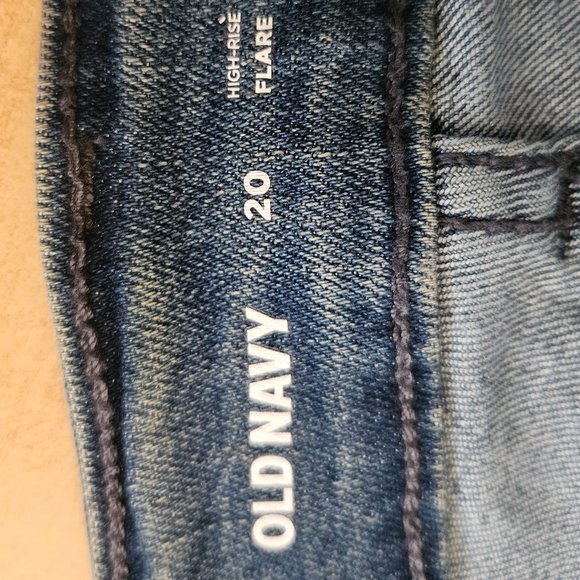 OLD NAVY
20
HIGH-RISE
FLARE